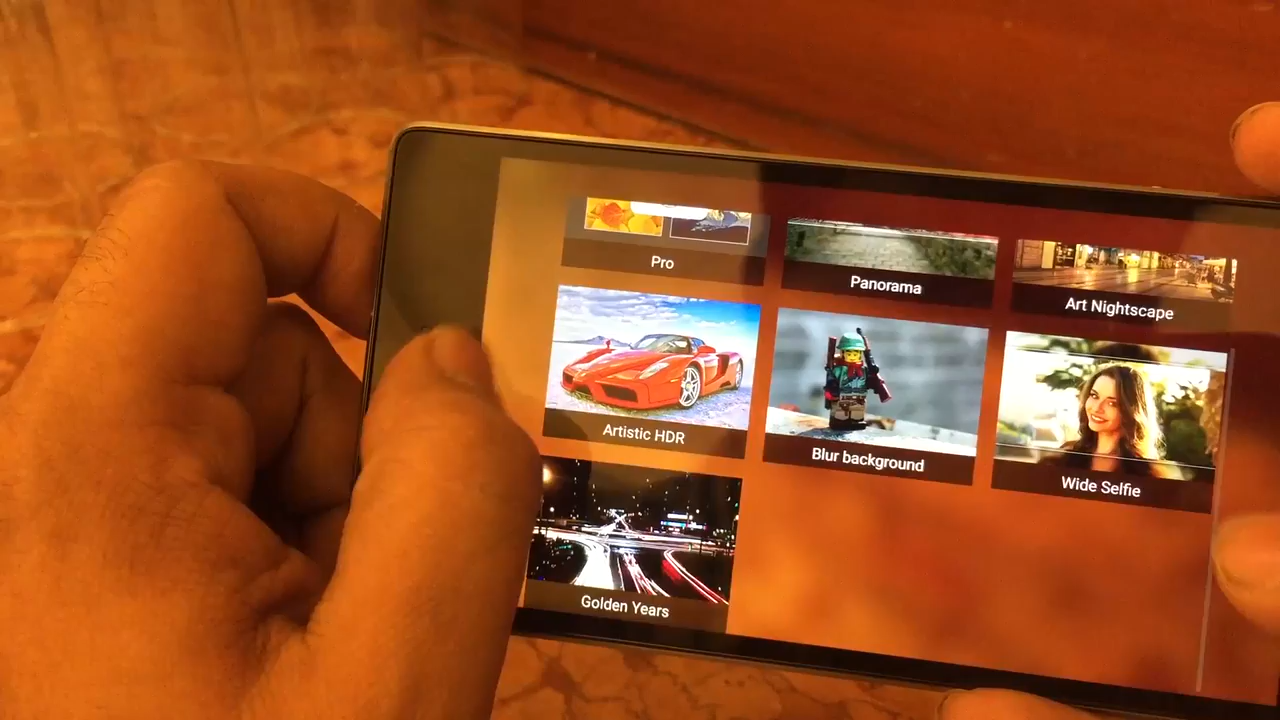 Pro
Panorama
Art Nightscape
Artistic HDR
Blur background
Wide Selfie
Golden Years